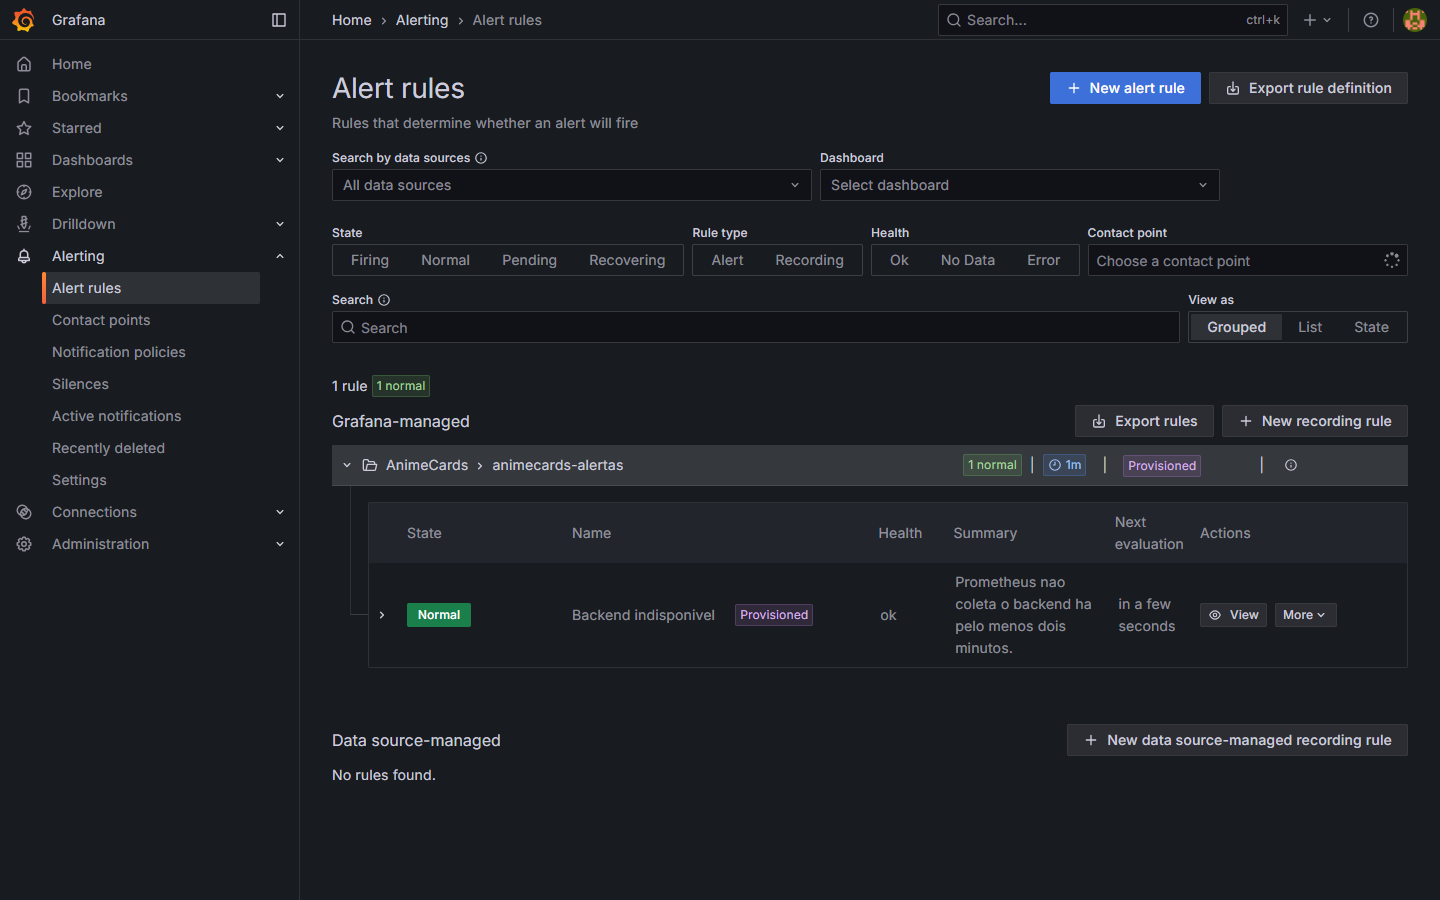 Grafana
Home › Alerting › Alert rules
Search...
ctrl+k
Home
Bookmarks
Starred
Dashboards
Explore
Drilldown
Alerting
Alert rules
Contact points
Notification policies
Silences
Active notifications
Recently deleted
Settings
Connections
Administration
Alert rules
New alert rule
Export rule definition
Rules that determine whether an alert will fire
Search by data sources
Dashboard
All data sources
Select dashboard
State
Rule type
Health
Contact point
Firing Normal Pending Recovering
Alert Recording
Ok No Data Error
Choose a contact point
Search
View as
Search
Grouped List State
1 rule 1 normal
Grafana-managed
Export rules
New recording rule
AnimeCards › animecards-alertas
1 normal | 1m | Provisioned |
State Name Health Summary Next evaluation Actions
Normal
Backend indisponivel
Provisioned
ok
Prometheus nao
coleta o backend ha
pelo menos dois
minutos.
in a few
seconds
View
More
Data source-managed
New data source-managed recording rule
No rules found.